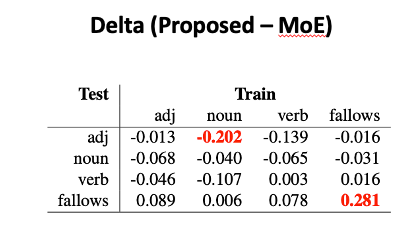 Delta (Proposed – MoE)
Test Train
adj noun verb fallows
adj -0.013 -0.202 -0.139 -0.016
noun -0.068 -0.040 -0.065 -0.031
verb -0.046 -0.107 0.003 0.016
fallows 0.089 0.006 0.078 0.281